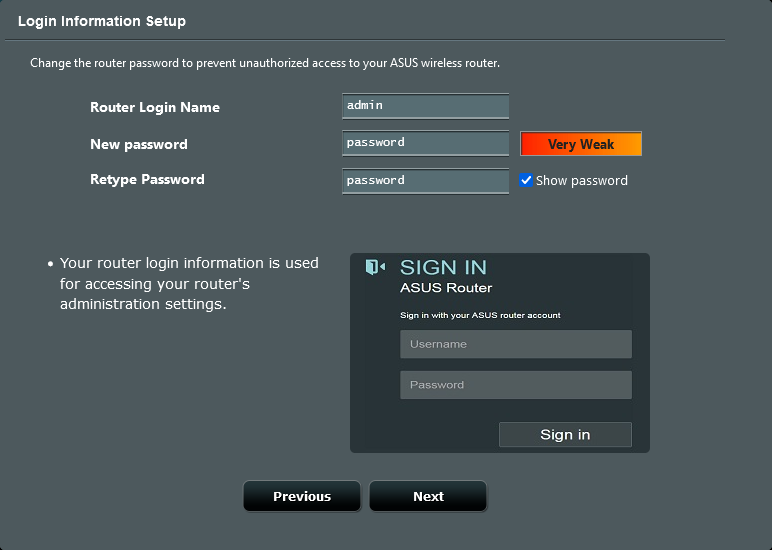 Login Information Setup
Change the router password to prevent unauthorized access to your ASUS wireless router.
Router Login Name admin
New password password Very Weak
Retype Password password Show password
• Your router login information is used
for accessing your router's
administration settings.
SIGN IN
ASUS Router
Sign in with your ASUS router account
Username
Password
Sign in
Previous Next